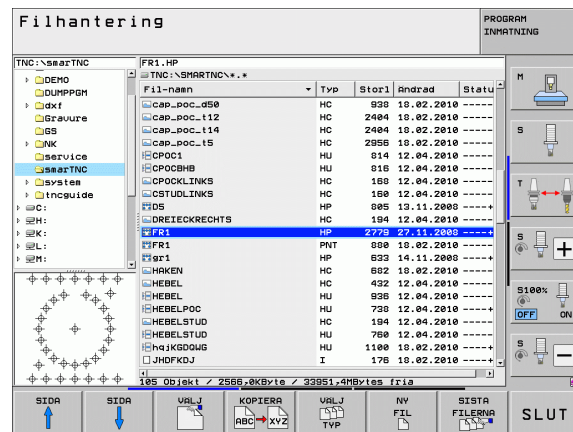 Filhantering
PROGRAM
INMATNING
TNC:\smarTNC
FR1.HP
DEMO
DUMPPGM
dxf
Gravure
GS
NK
service
smarTNC
system
tncguide
C:
H:
K:
L:
M:
TNC:\SMARTNC\*.*
Fil-namn Typ Storl Andrad Statu
cap_poc_d50 HC 938 18.02.2010 -----
cap_poc_t12 HC 2404 18.02.2010 -----
cap_poc_t14 HC 2404 18.02.2010 -----
cap_poc_t5 HC 2956 18.02.2010 -----
CPOC1 HU 814 12.04.2010 -----
CPOCBHB HU 816 12.04.2010 -----
CPOCKLINKS HC 168 12.04.2010 -----
CSTUDLINKS HC 160 12.04.2010 -----
DS HP 805 13.11.2008 ----+
DREIECKRECHTS HC 194 12.04.2010 -----
FR1 HP 2779 27.11.2008 ----+
FR1 PNT 880 18.02.2010 -----
gr1 HP 633 14.11.2008 ----+
HAKEN HC 682 18.02.2010 -----
HEBEL HC 432 12.04.2010 -----
HEBEL HU 936 12.04.2010 -----
HEBELPOC HU 738 12.04.2010 -----
HEBELSTUD HC 194 12.04.2010 -----
HEBELSTUD HU 760 12.04.2010 -----
hqjKGDQWG HU 1100 18.02.2010 -----
JHDFKDJ I 176 18.02.2010 ----+
105 Objekt / 2566,0KByte / 33951,4MBytes fria
M
S
T
S
+
S100%
OFF ON
S
−
SIDA
SIDA
VALJ
KOPIERA
ABC XYZ
VALJ
TYP
NY
FIL
SISTA
FILERNA
SLUT